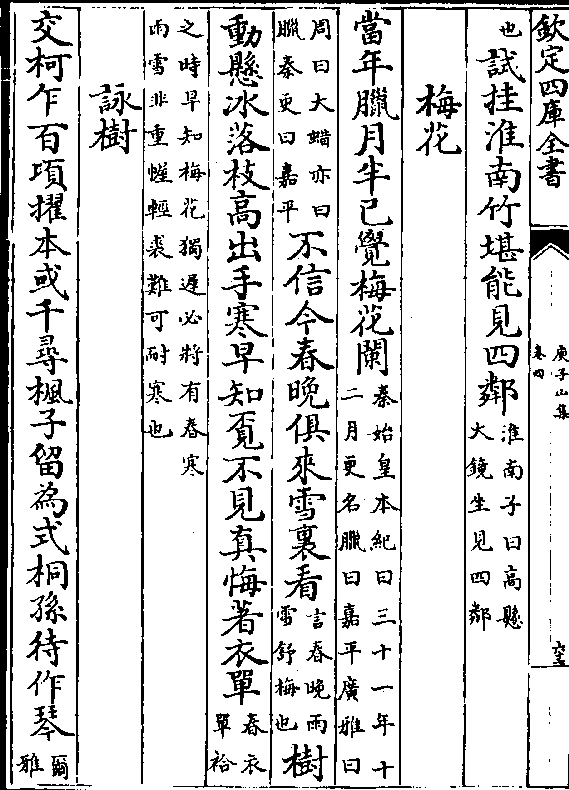 欽定四庫全書
庾子山集
卷四
也試挂淮南竹堪能見四鄰淮南子曰高懸
大鏡坐見四鄰
梅花
當年臘月半已覺梅花闌秦始皇本紀曰三十一年十
二月更名臘曰嘉平廣雅曰
周曰大蜡亦曰
臘秦更曰嘉平不信今春晚俱來雪裏看言春晚雨
雪舒梅也樹
動懸冰落枝高出手寒早知覓不見真悔著衣單春衣
單袷
之時早知梅花獨遲必將有春寒
雨雪非重蝬輕裘難可耐寒也
詠樹
交柯乍百頃擢本或千尋楓子留為式桐孫待作琴爾
雅